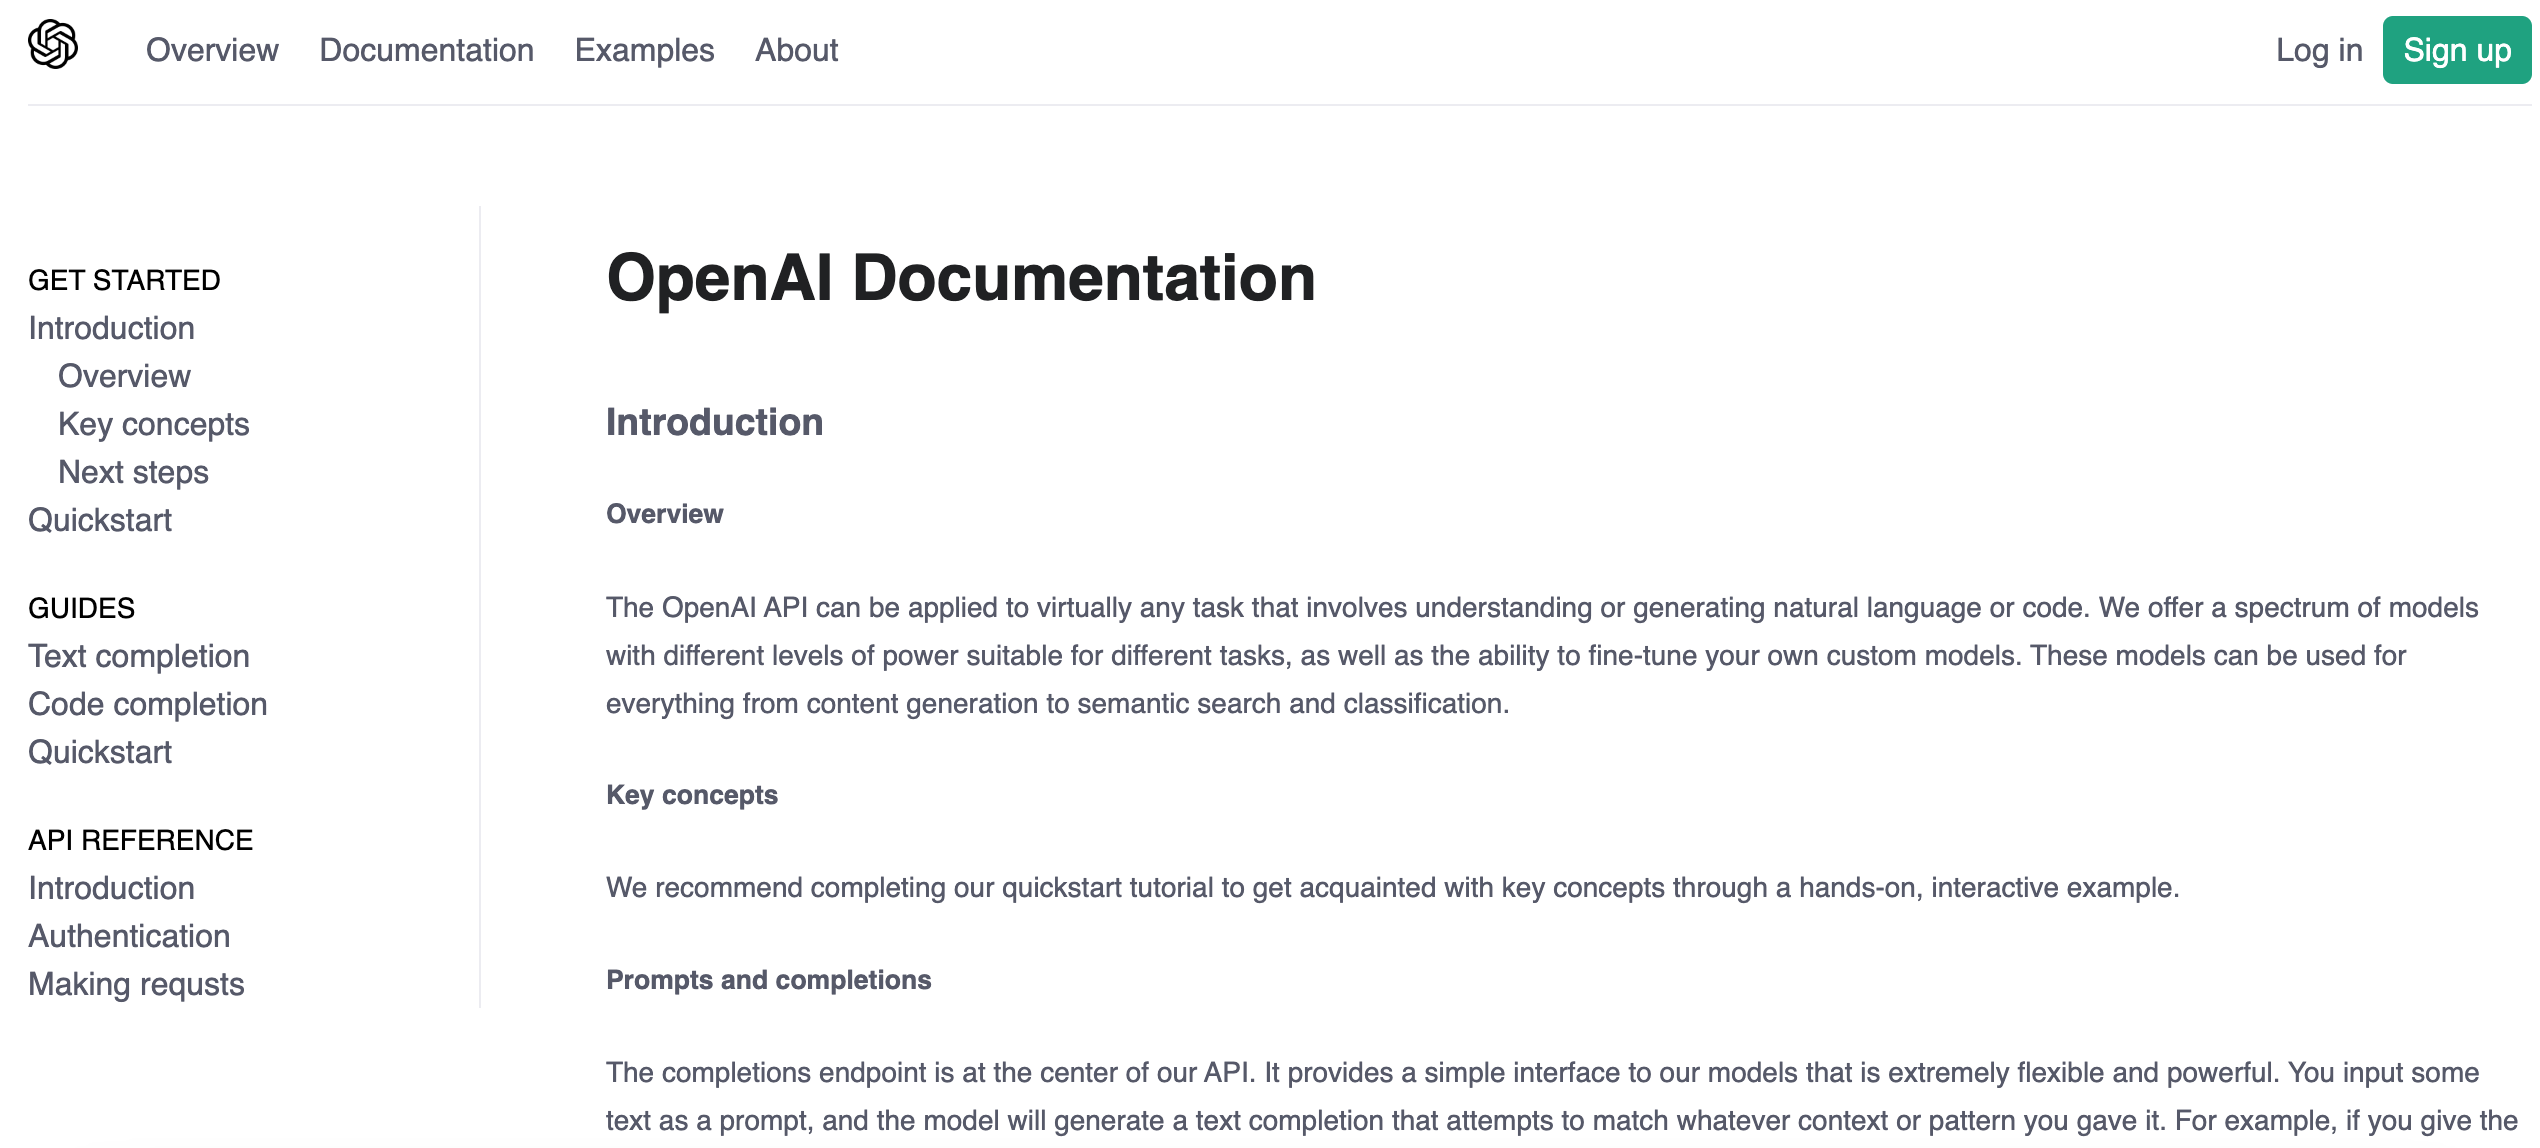 Overview Documentation Examples About Log in Sign up
GET STARTED
Introduction
Overview
Key concepts
Next steps
Quickstart
GUIDES
Text completion
Code completion
Quickstart
API REFERENCE
Introduction
Authentication
Making requsts
OpenAI Documentation
Introduction
Overview
The OpenAI API can be applied to virtually any task that involves understanding or generating natural language or code. We offer a spectrum of models
with different levels of power suitable for different tasks, as well as the ability to fine-tune your own custom models. These models can be used for
everything from content generation to semantic search and classification.
Key concepts
We recommend completing our quickstart tutorial to get acquainted with key concepts through a hands-on, interactive example.
Prompts and completions
The completions endpoint is at the center of our API. It provides a simple interface to our models that is extremely flexible and powerful. You input some
text as a prompt, and the model will generate a text completion that attempts to match whatever context or pattern you gave it. For example, if you give the